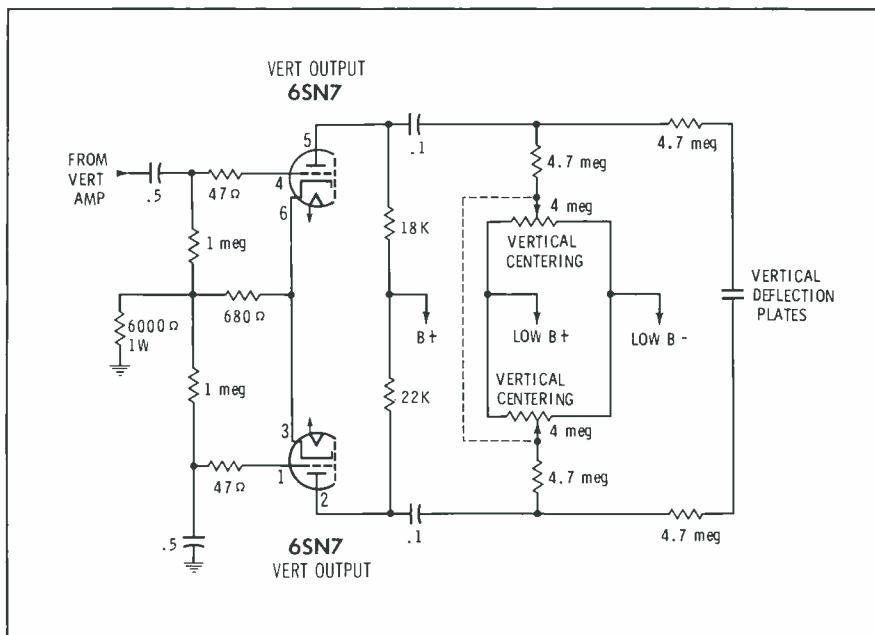 VERT OUTPUT
6SN7
FROM
VERT
AMP
.5
47Ω
4
5
6
.1
4.7 meg
4.7 meg
4 meg
1 meg
18K
VERTICAL
CENTERING
680Ω
6000Ω
1W
B+
LOW B+
LOW B-
VERTICAL
DEFLECTION
PLATES
1 meg
22K
VERTICAL
CENTERING
4 meg
3
1
2
47Ω
4.7 meg
.5
.1
4.7 meg
6SN7
VERT OUTPUT